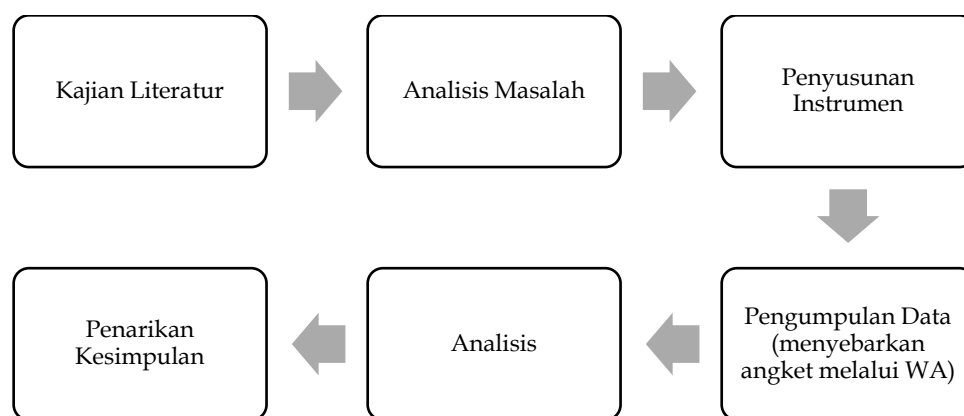 Kajian Literatur
Analisis Masalah
Penyusunan
Instrumen
Pengumpulan Data
(menyebarkan
angket melalui WA)
Analisis
Penarikan
Kesimpulan